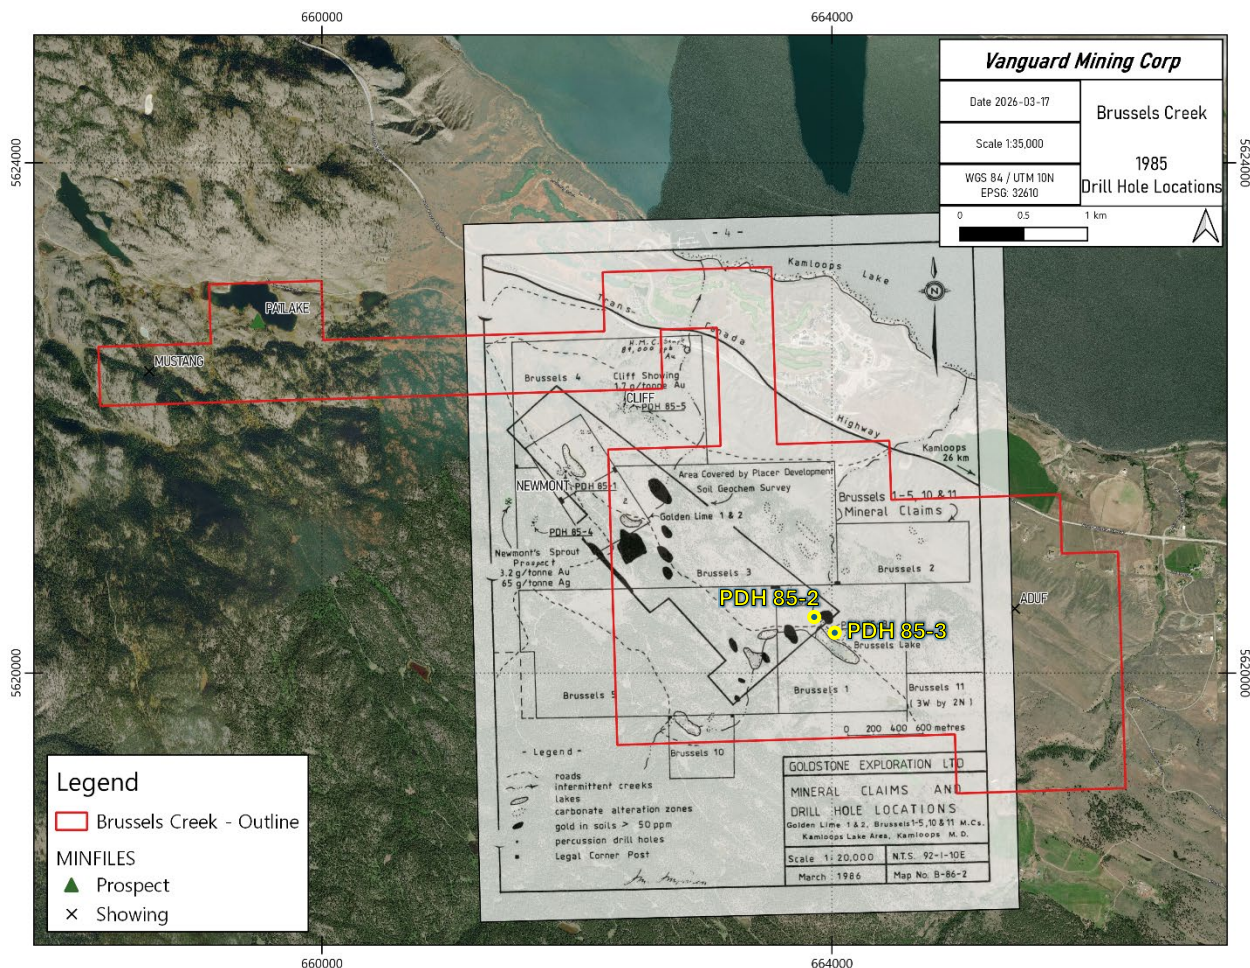 660000
664000
5624000
5624000
5620000
5620000
660000
664000
Vanguard Mining Corp
Date 2026-03-17
Scale 1:35,000
WGS 84 / UTM 10N
EPSG: 32610
Brussels Creek
1985
Drill Hole Locations
0 0.5 1 km
PATLAKE
MUSTANG
- 4 -
Kamloops Lake
N
Trans-
Canada
Highway
Kamloops
26 km
Au
Brussels 4
Cliff Showing
1.7 g/tonne Au
CLIFF
PDH 85-5
1
Area Covered by Placer Development
Soil Geochem Survey
NEWMONT
PDH 85-1
2
Brussels 1-5, 10 & 11
Mineral Claims
Golden Lime 1 & 2
PDH 85-4
Newmont's Sprout
Prospect
3.2 g/tonne Au
65 g/tonne Ag
Brussels 3
Brussels 2
PDH 85-2
PDH 85-3
ADUF
Brussels Lake
Brussels 5
Brussels 1
Brussels 11
(3W by 2N)
0 200 400 600 metres
Brussels 10
- Legend -
roads
intermittent creeks
lakes
carbonate alteration zones
gold in soils > 50 ppm
percussion drill holes
Legal Corner Post
GOLDSTONE EXPLORATION LTD
MINERAL CLAIMS AND
DRILL HOLE LOCATIONS
Golden Lime 1 & 2, Brussels 1-5, 10 & 11 M.Cs.
Kamloops Lake Area, Kamloops M. D.
Scale 1: 20,000
N.T.S. 92-I-10E
March 1986
Map No. B-86-2
Legend
Brussels Creek - Outline
MINFILES
Prospect
Showing